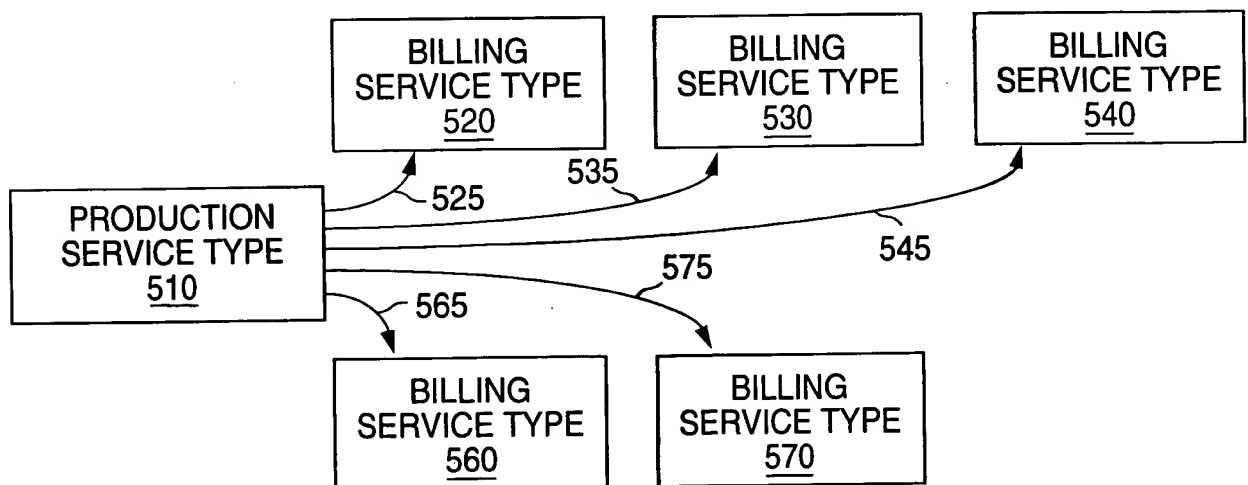 BILLING
SERVICE TYPE
520
BILLING
SERVICE TYPE
530
BILLING
SERVICE TYPE
540
535
525
PRODUCTION
SERVICE TYPE
510
545
575
565
BILLING
SERVICE TYPE
560
BILLING
SERVICE TYPE
570